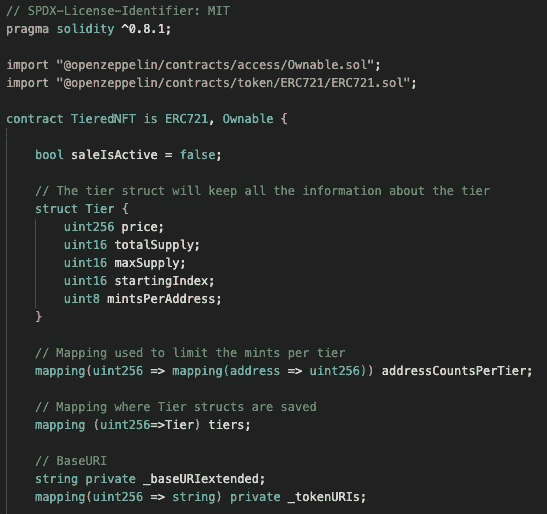 // SPDX-License-Identifier: MIT
pragma solidity ^0.8.1;
import "@openzeppelin/contracts/access/Ownable.sol";
import "@openzeppelin/contracts/token/ERC721/ERC721.sol";
contract TieredNFT is ERC721, Ownable {
bool saleIsActive = false;
// The tier struct will keep all the information about the tier
struct Tier {
uint256 price;
uint16 totalSupply;
uint16 maxSupply;
uint16 startingIndex;
uint8 mintsPerAddress;
}
// Mapping used to limit the mints per tier
mapping(uint256 => mapping(address => uint256)) addressCountsPerTier;
// Mapping where Tier structs are saved
mapping (uint256=>Tier) tiers;
// BaseURI
string private _baseURIextended;
mapping(uint256 => string) private _tokenURIs;